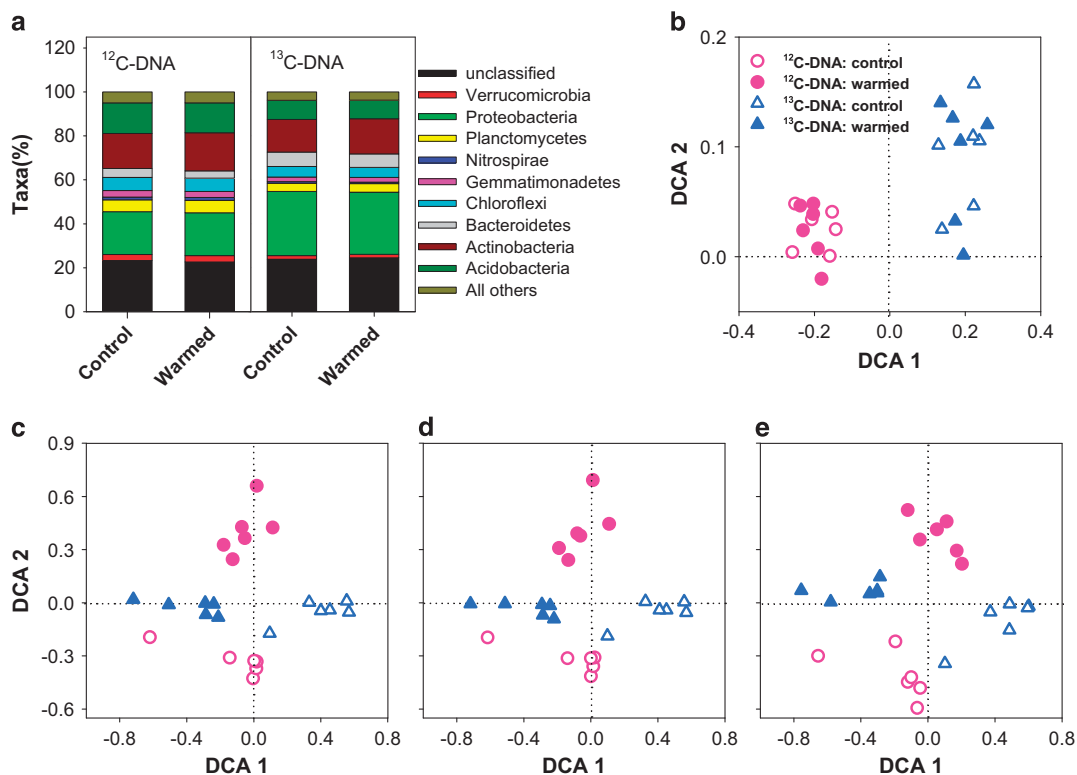 a
Taxa(%)
120
100
80
60
40
20
0
¹²C-DNA
¹³C-DNA
Control
Warmed
Control
Warmed
unclassified
Verrucomicrobia
Proteobacteria
Planctomycetes
Nitrospirae
Gemmatimonadetes
Chloroflexi
Bacteroidetes
Actinobacteria
Acidobacteria
All others
b
DCA 2
0.2
0.1
0.0
¹²C-DNA: control
¹²C-DNA: warmed
¹³C-DNA: control
¹³C-DNA: warmed
-0.4 -0.2 0.0 0.2 0.4
DCA 1
c
DCA 2
0.9
0.6
0.3
0.0
-0.3
-0.6
-0.8 -0.4 0.0 0.4 0.8
DCA 1
d
-0.8 -0.4 0.0 0.4 0.8
DCA 1
e
-0.8 -0.4 0.0 0.4 0.8
DCA 1